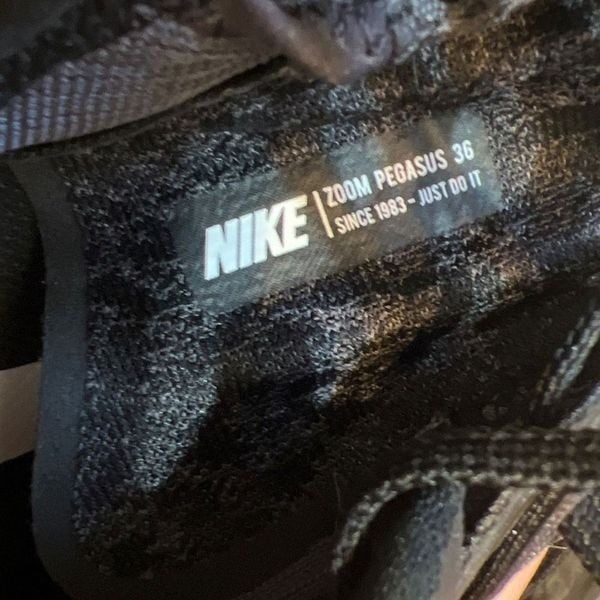 NIKE
ZOOM PEGASUS 36
SINCE 1983 - JUST DO IT